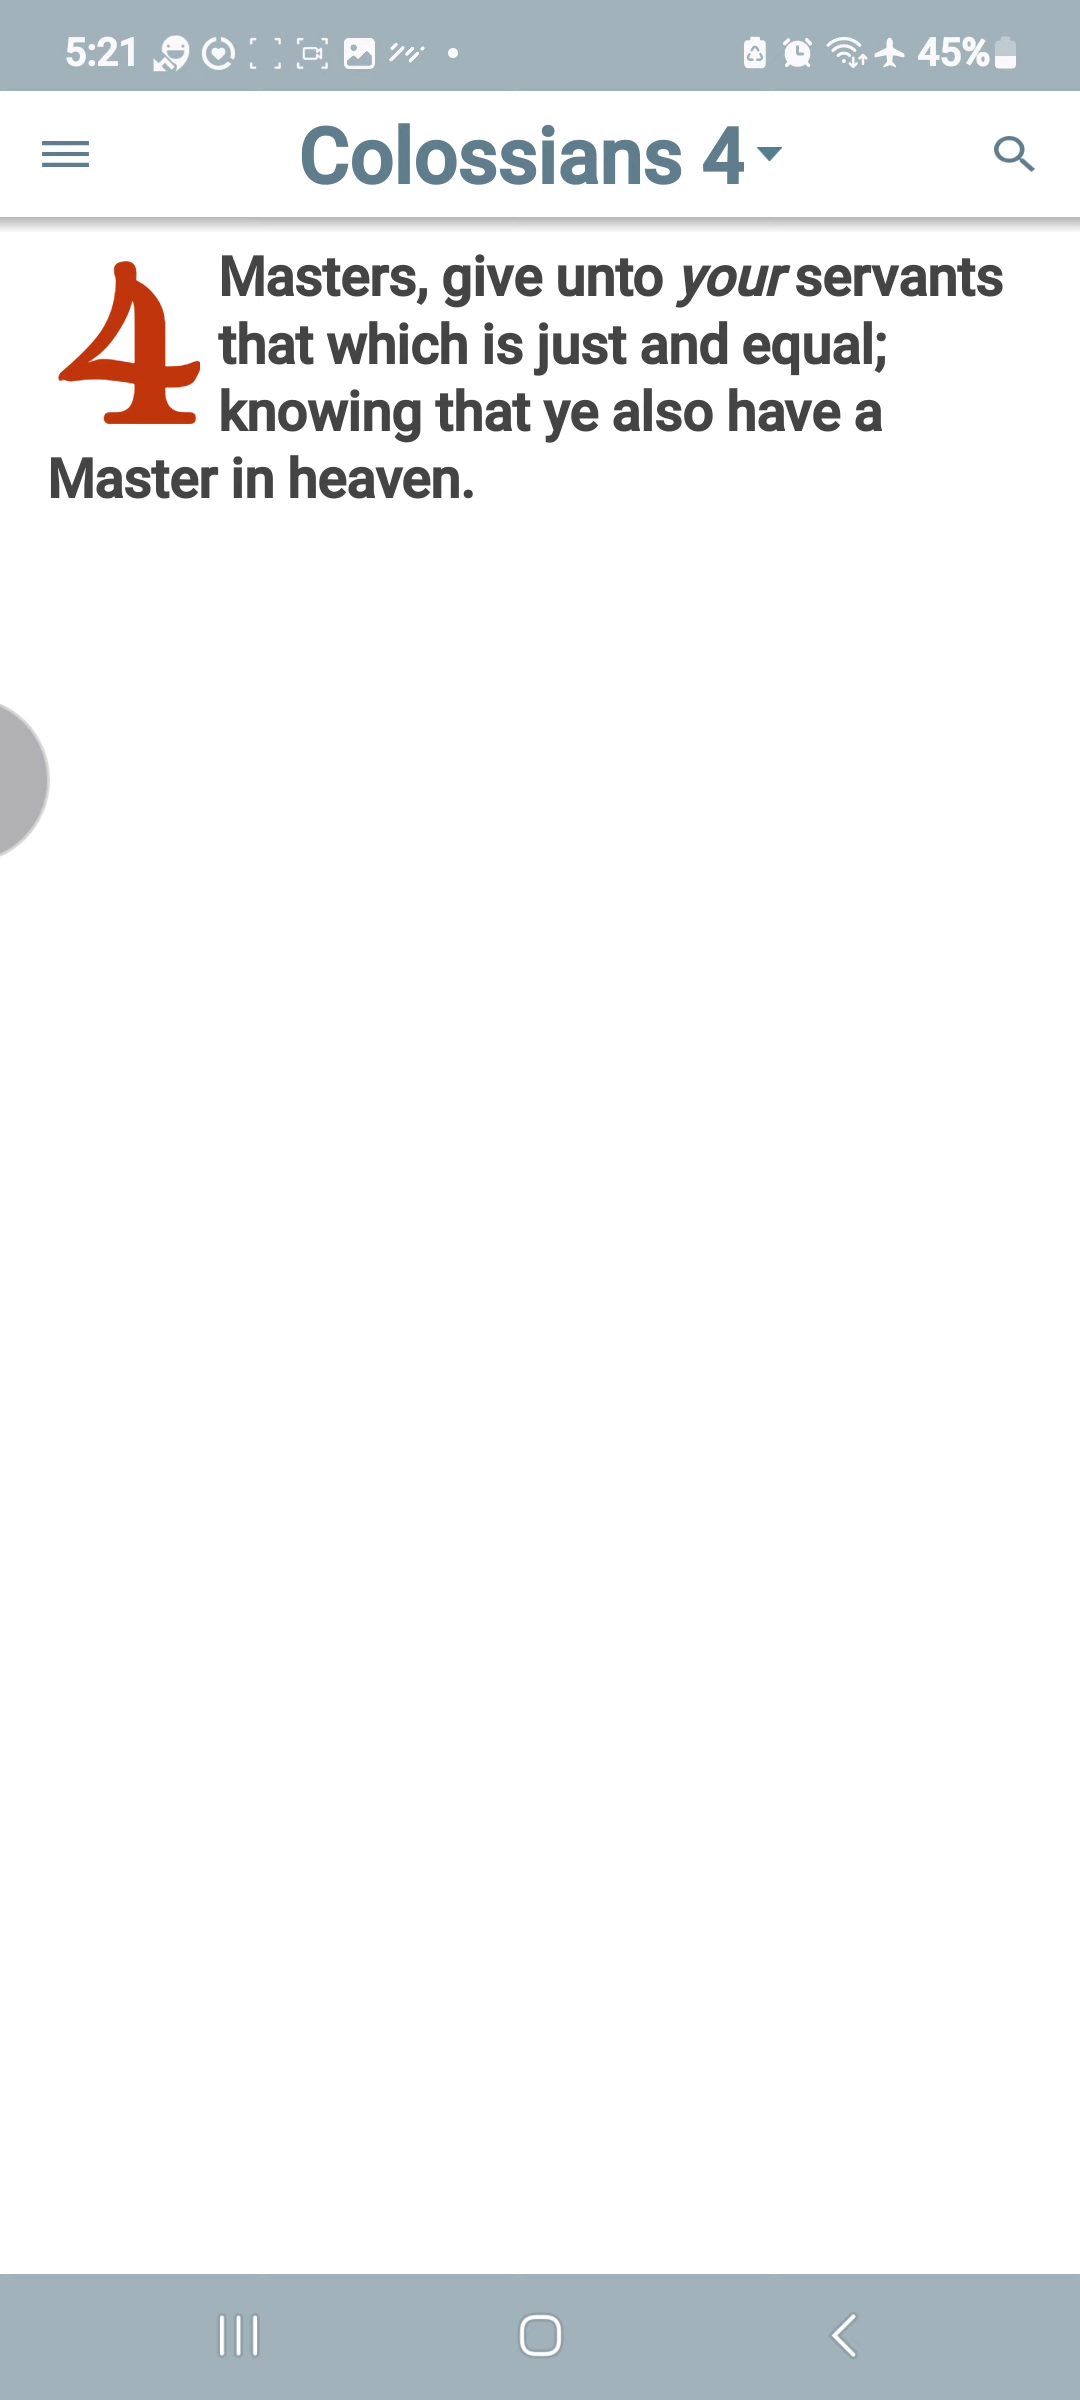 5:21
45%
Colossians 4
4
Masters, give unto your servants
that which is just and equal;
knowing that ye also have a
Master in heaven.